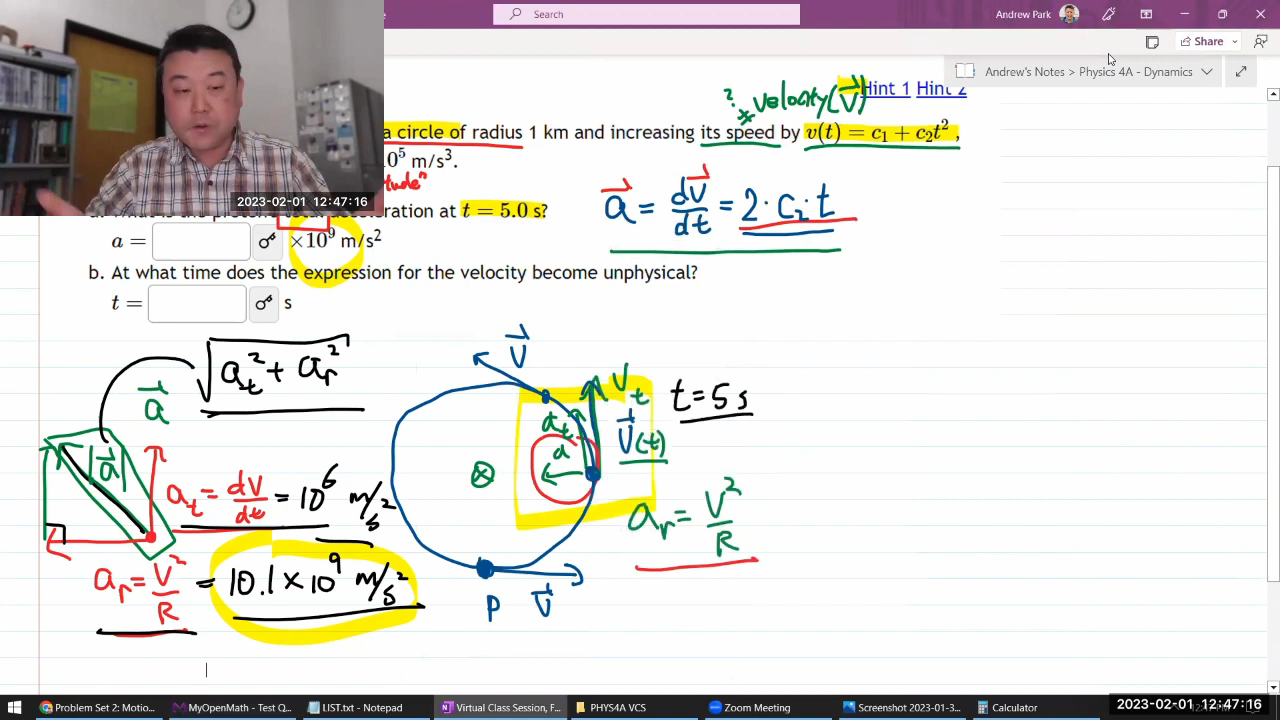 Search
Andrew Park
Share
Andrew's Notes > Physics 4A - Dynamics
Hint 1 Hint 2
? * velocity (v⃗)
a circle of radius 1 km and increasing its speed by v(t) = c₁ + c₂t²,
10⁵ m/s³.
2023-02-01 12:47:16
acceleration at t = 5.0 s?
a = ×10⁹ m/s²
a⃗ = dv⃗/dt = 2·c₂·t
b. At what time does the expression for the velocity become unphysical?
t = s
√(aₜ² + aᵣ²)
a⃗
|a⃗|
v⃗
vₜ
aₜ
v⃗(t)
a
t = 5 s
aₜ = dv/dt = 10⁶ m/s²
aᵣ = v²/R
aᵣ = v²/R = 10.1 × 10⁹ m/s²
P
v⃗
Problem 2: Motio...
MyOpenMath - Test Q...
LIST.txt - Notepad
Virtual Class Session, F...
PHYS4A VCS
Zoom Meeting
Screenshot 2023-01-3...
Calculator
2023-02-01 12:47:16